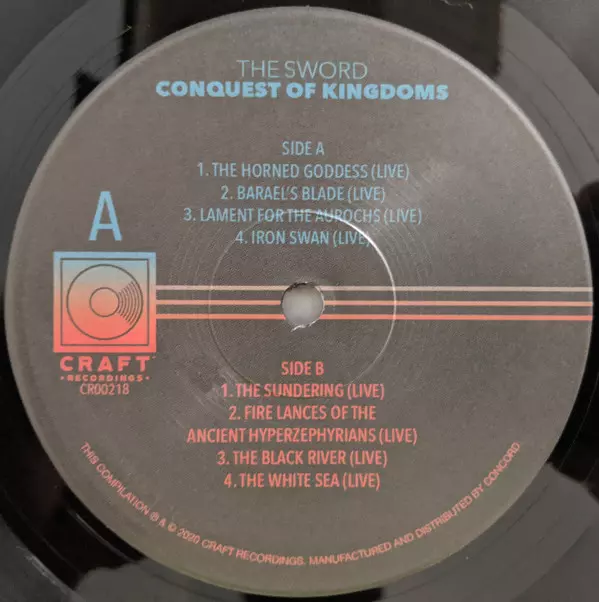 THE SWORD
CONQUEST OF KINGDOMS
SIDE A
1. THE HORNED GODDESS (LIVE)
2. BARAEL'S BLADE (LIVE)
3. LAMENT FOR THE AUROCHS (LIVE)
4. IRON SWAN (LIVE)
A
CRAFT
• RECORDINGS •
CR00218
SIDE B
1. THE SUNDERING (LIVE)
2. FIRE LANCES OF THE
ANCIENT HYPERZEPHYRIANS (LIVE)
3. THE BLACK RIVER (LIVE)
4. THE WHITE SEA (LIVE)
THIS COMPILATION ℗ & © 2020 CRAFT RECORDINGS. MANUFACTURED AND DISTRIBUTED BY CONCORD.